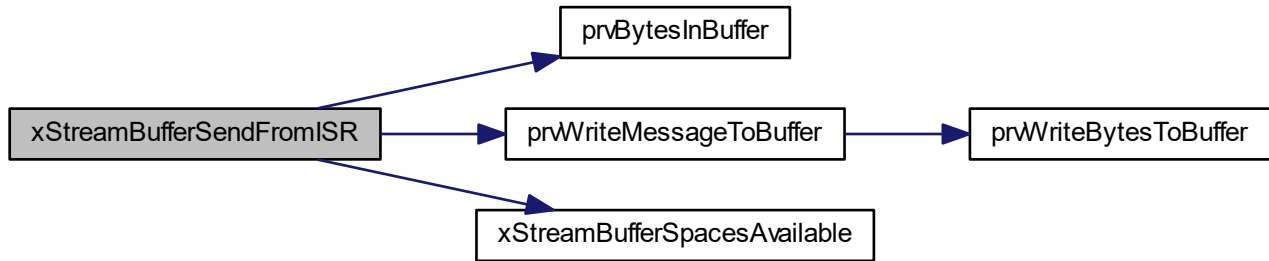 prvBytesInBuffer
xStreamBufferSendFromISR
prvWriteMessageToBuffer
prvWriteBytesToBuffer
xStreamBufferSpacesAvailable